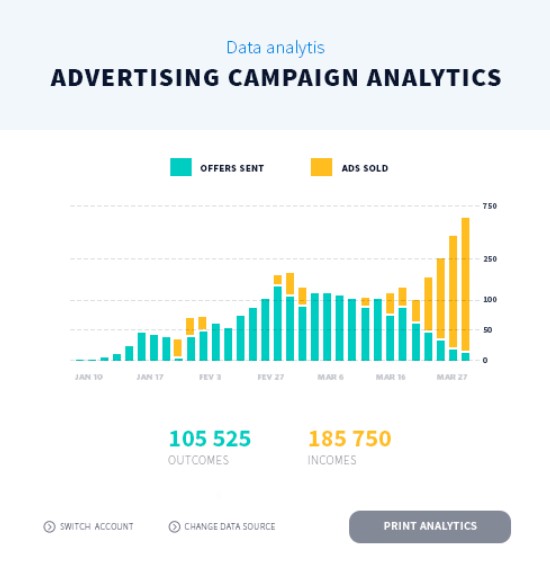 Data analytis
ADVERTISING CAMPAIGN ANALYTICS
OFFERS SENT
ADS SOLD
750
250
100
50
0
JAN 10
JAN 17
FEV 3
FEV 27
MAR 6
MAR 16
MAR 27
105 525
185 750
OUTCOMES
INCOMES
SWITCH ACCOUNT
CHANGE DATA SOURCE
PRINT ANALYTICS